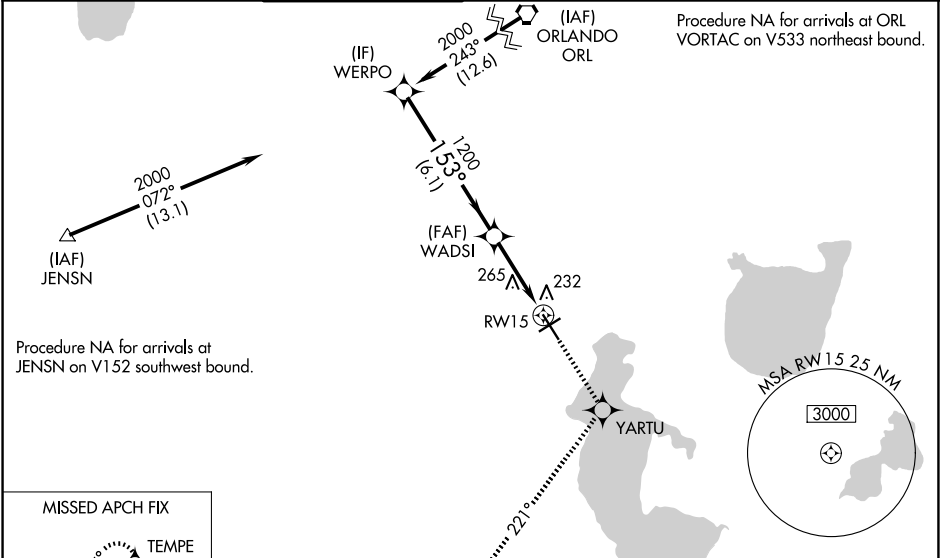 (IAF)
ORLANDO
ORL
2000
243°
(12.6)
Procedure NA for arrivals at ORL
VORTAC on V533 northeast bound.
(IF)
WERPO
1200
153°
(6.1)
2000
072°
(13.1)
(IAF)
JENSN
(FAF)
WADSI
265
232
RW15
Procedure NA for arrivals at
JENSN on V152 southwest bound.
MSA RW15 25 NM
3000
YARTU
221°
MISSED APCH FIX
TEMPE